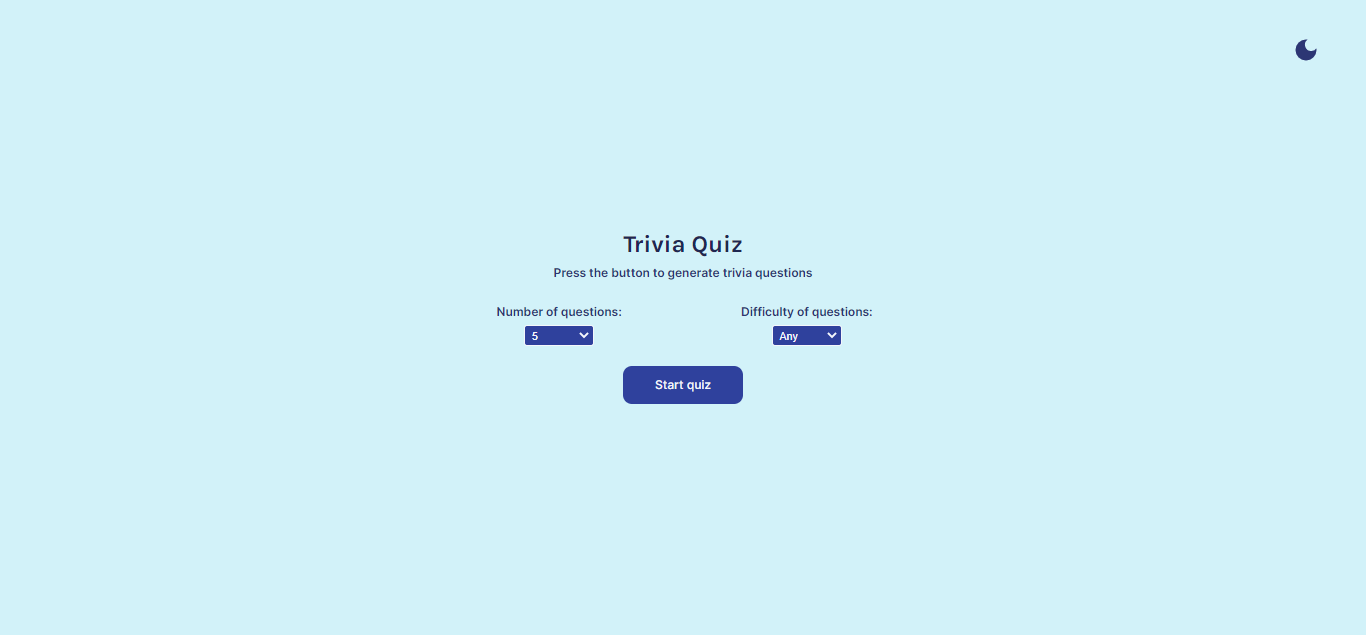 Trivia Quiz
Press the button to generate trivia questions
Number of questions: Difficulty of questions:
5 Any
Start quiz